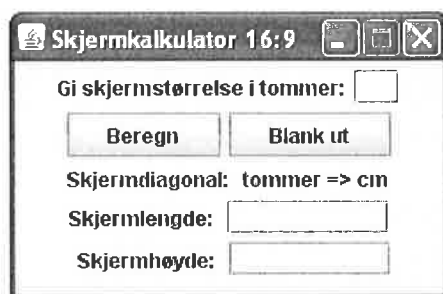 Skjermkalkulator 16:9
Gi skjermstørrelse i tommer:
Beregn Blank ut
Skjermdiagonal: tommer => cm
Skjermlengde:
Skjermhøyde: